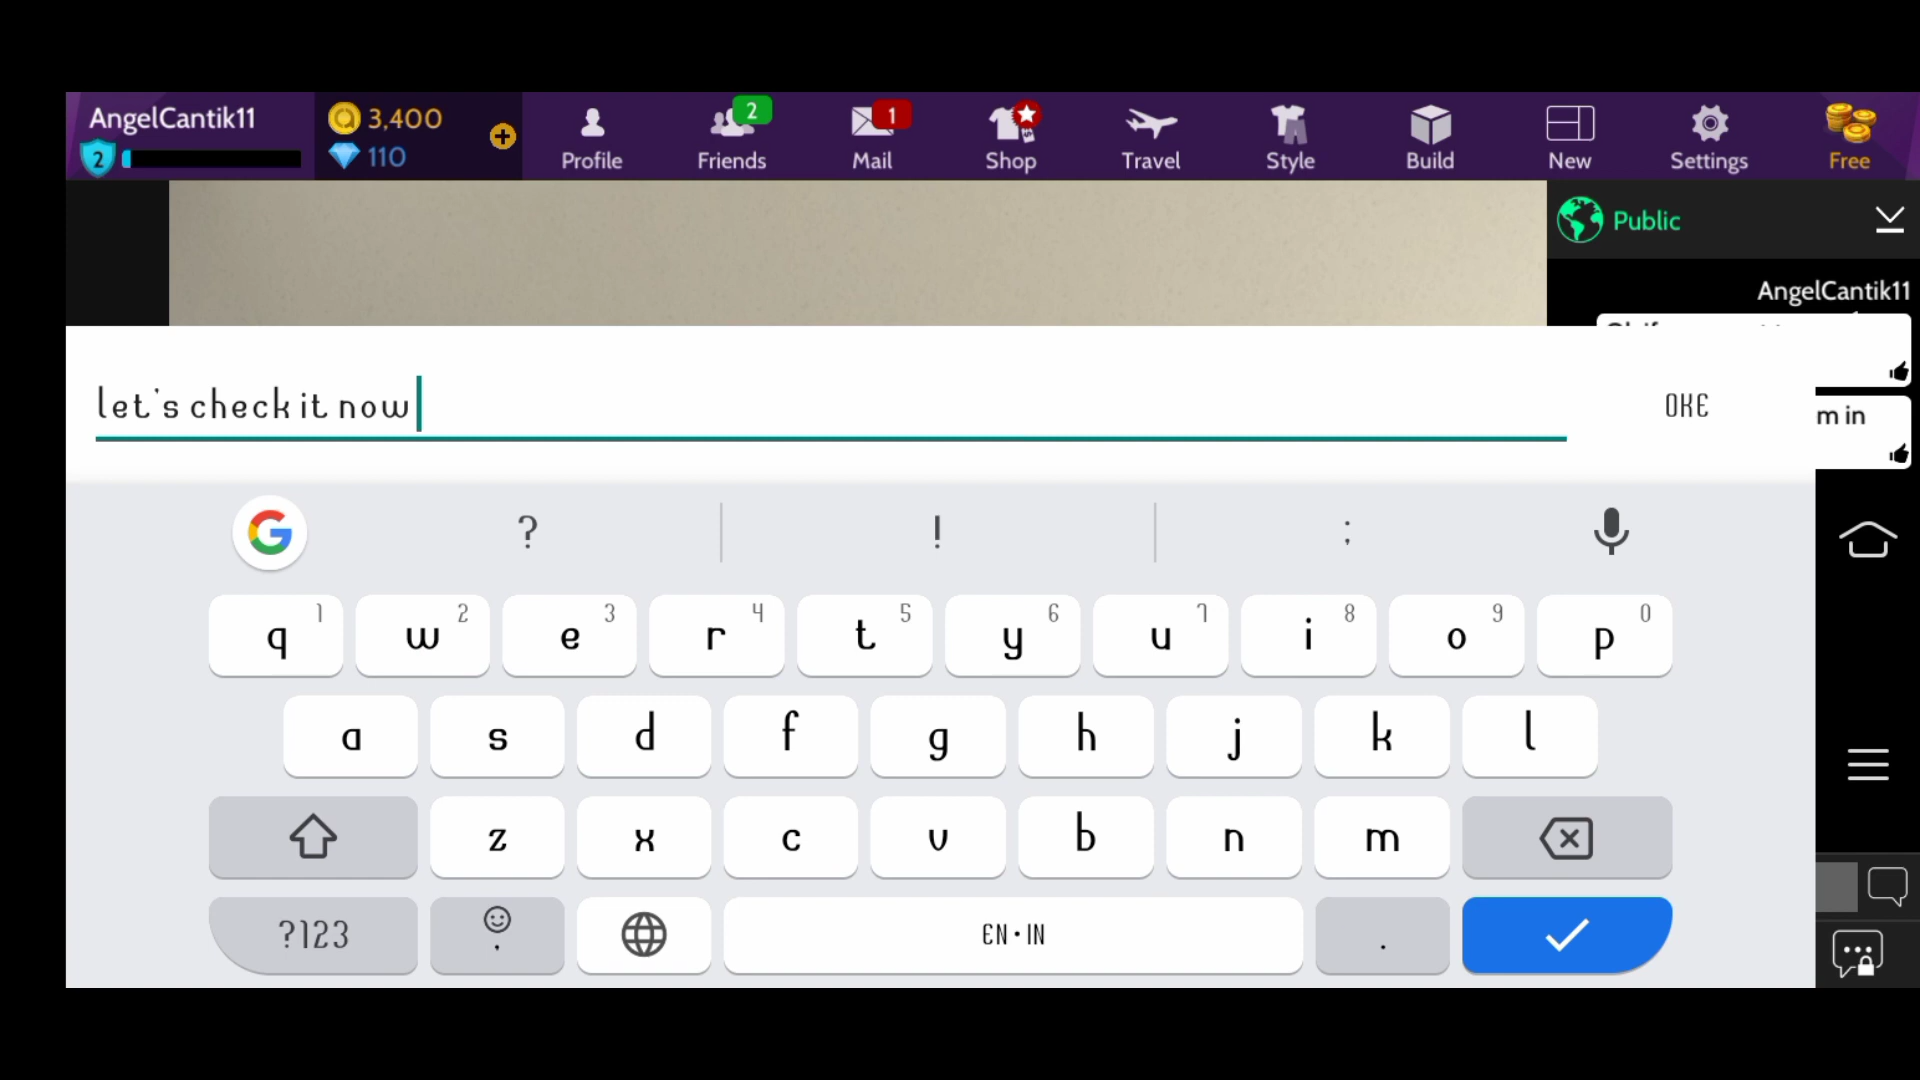 AngelCantik11
2
3,400
110
Profile
2
Friends
1
Mail
Shop
Travel
Style
Build
New
Settings
Free
Public
AngelCantik11
m in
let's check it now
OKE
? ! ;
q 1 w 2 e 3 r 4 t 5 y 6 u 7 i 8 o 9 p 0
a s d f g h j k l
z x c v b n m
?123 , EN • IN .